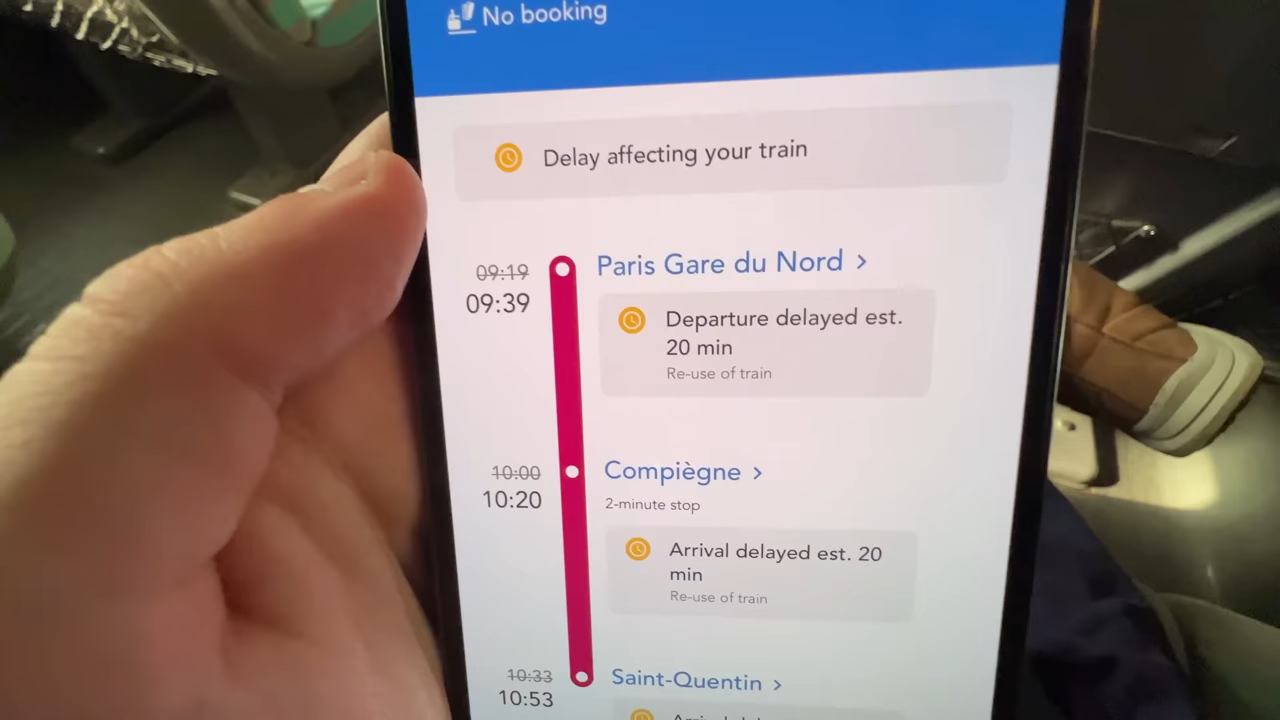 No booking
Delay affecting your train
09:19
09:39
Paris Gare du Nord >
Departure delayed est.
20 min
Re-use of train
10:00
10:20
Compiègne >
2-minute stop
Arrival delayed est. 20
min
Re-use of train
10:33
10:53
Saint-Quentin >